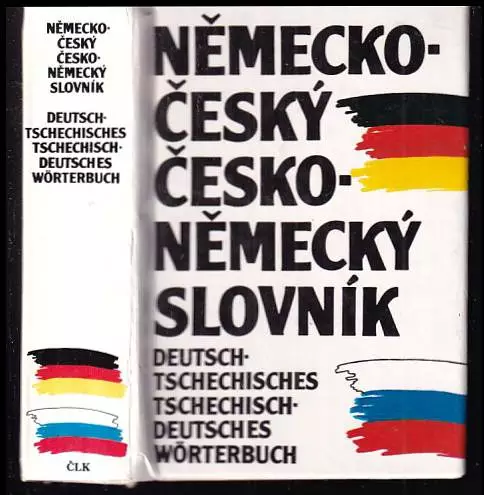 NĚMECKO-
ČESKÝ
ČESKO-
NĚMECKÝ
SLOVNÍK
DEUTSCH-
TSCHECHISCHES
TSCHECHISCH-
DEUTSCHES
WÖRTERBUCH
ČLK
NĚMECKO-
ČESKÝ
ČESKO-
NĚMECKÝ
SLOVNÍK
DEUTSCH-
TSCHECHISCHES
TSCHECHISCH-
DEUTSCHES
WÖRTERBUCH